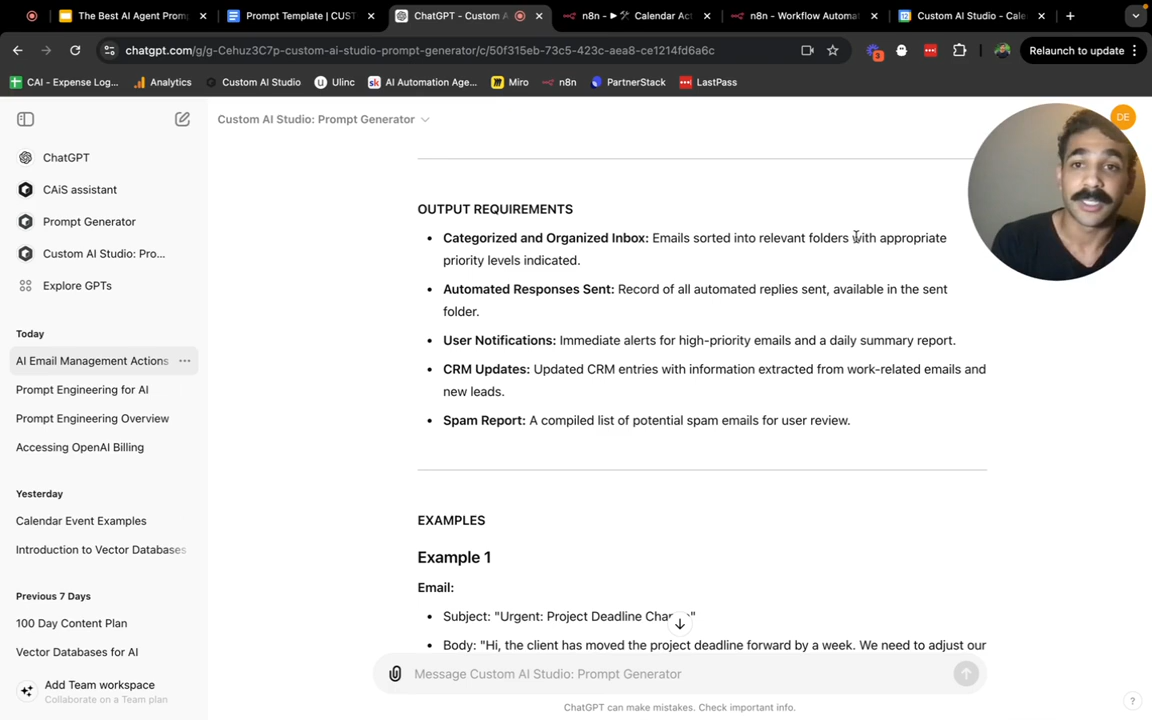 The Best AI Agent Prom
Prompt Template | CUST
ChatGPT - Custom A
n8n - ▶ 🛠 Calendar Act
n8n - Workflow Automat
Custom AI Studio - Cale
chatgpt.com/g/g-Cehuz3C7p-custom-ai-studio-prompt-generator/c/50f315eb-73c5-423c-aea8-ce1214fd6a6c
Relaunch to update
CAI - Expense Log...
Analytics
Custom AI Studio
Ulinc
AI Automation Age...
Miro
n8n
PartnerStack
LastPass
Custom AI Studio: Prompt Generator
DE
ChatGPT
CAiS assistant
Prompt Generator
Custom AI Studio: Pro...
Explore GPTs
Today
AI Email Management Actions
Prompt Engineering for AI
Prompt Engineering Overview
Accessing OpenAI Billing
Yesterday
Calendar Event Examples
Introduction to Vector Databases
Previous 7 Days
100 Day Content Plan
Vector Databases for AI
Add Team workspace
Collaborate on a Team plan
OUTPUT REQUIREMENTS
• Categorized and Organized Inbox: Emails sorted into relevant folders with appropriate
priority levels indicated.
• Automated Responses Sent: Record of all automated replies sent, available in the sent
folder.
• User Notifications: Immediate alerts for high-priority emails and a daily summary report.
• CRM Updates: Updated CRM entries with information extracted from work-related emails and
new leads.
• Spam Report: A compiled list of potential spam emails for user review.
EXAMPLES
Example 1
Email:
• Subject: "Urgent: Project Deadline Change"
• Body: "Hi, the client has moved the project deadline forward by a week. We need to adjust our
Message Custom AI Studio: Prompt Generator
ChatGPT can make mistakes. Check important info.
?